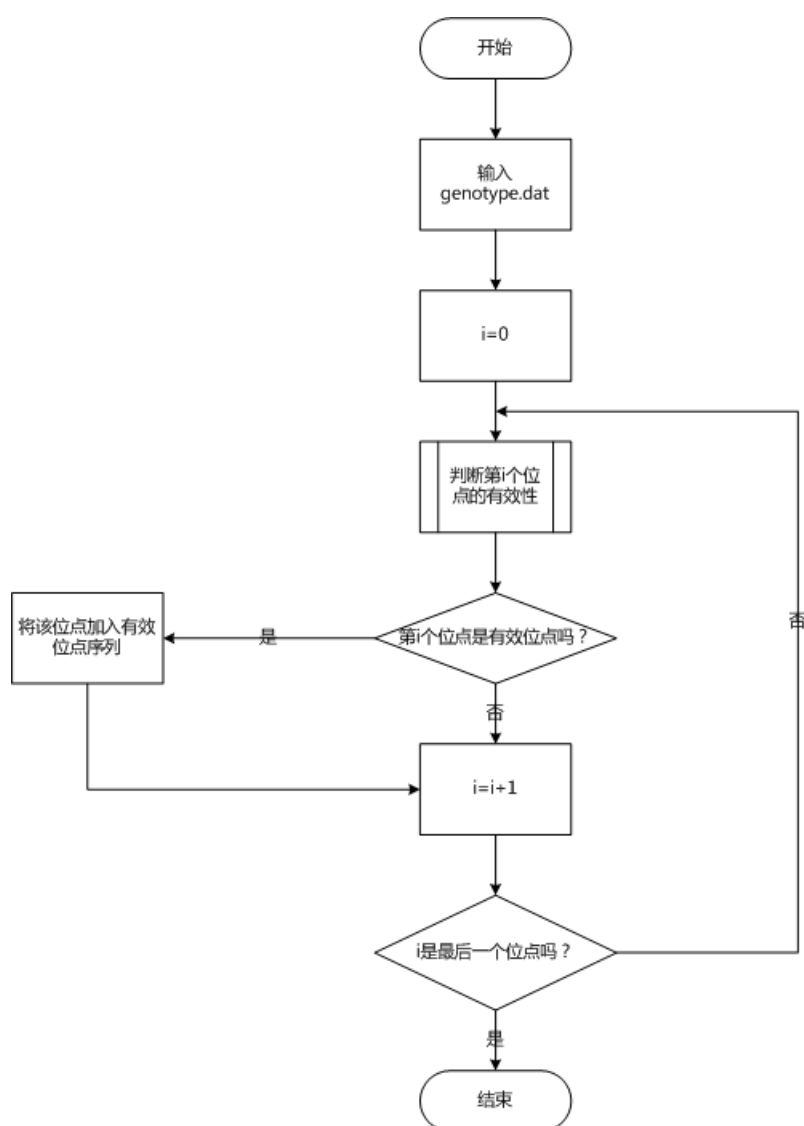 开始
输入
genotype.dat
i=0
判断第i个位
点的有效性
第i个位点是有效位点吗？
是
将该位点加入有效
位点序列
否
i=i+1
i是最后一个位点吗？
否
是
结束